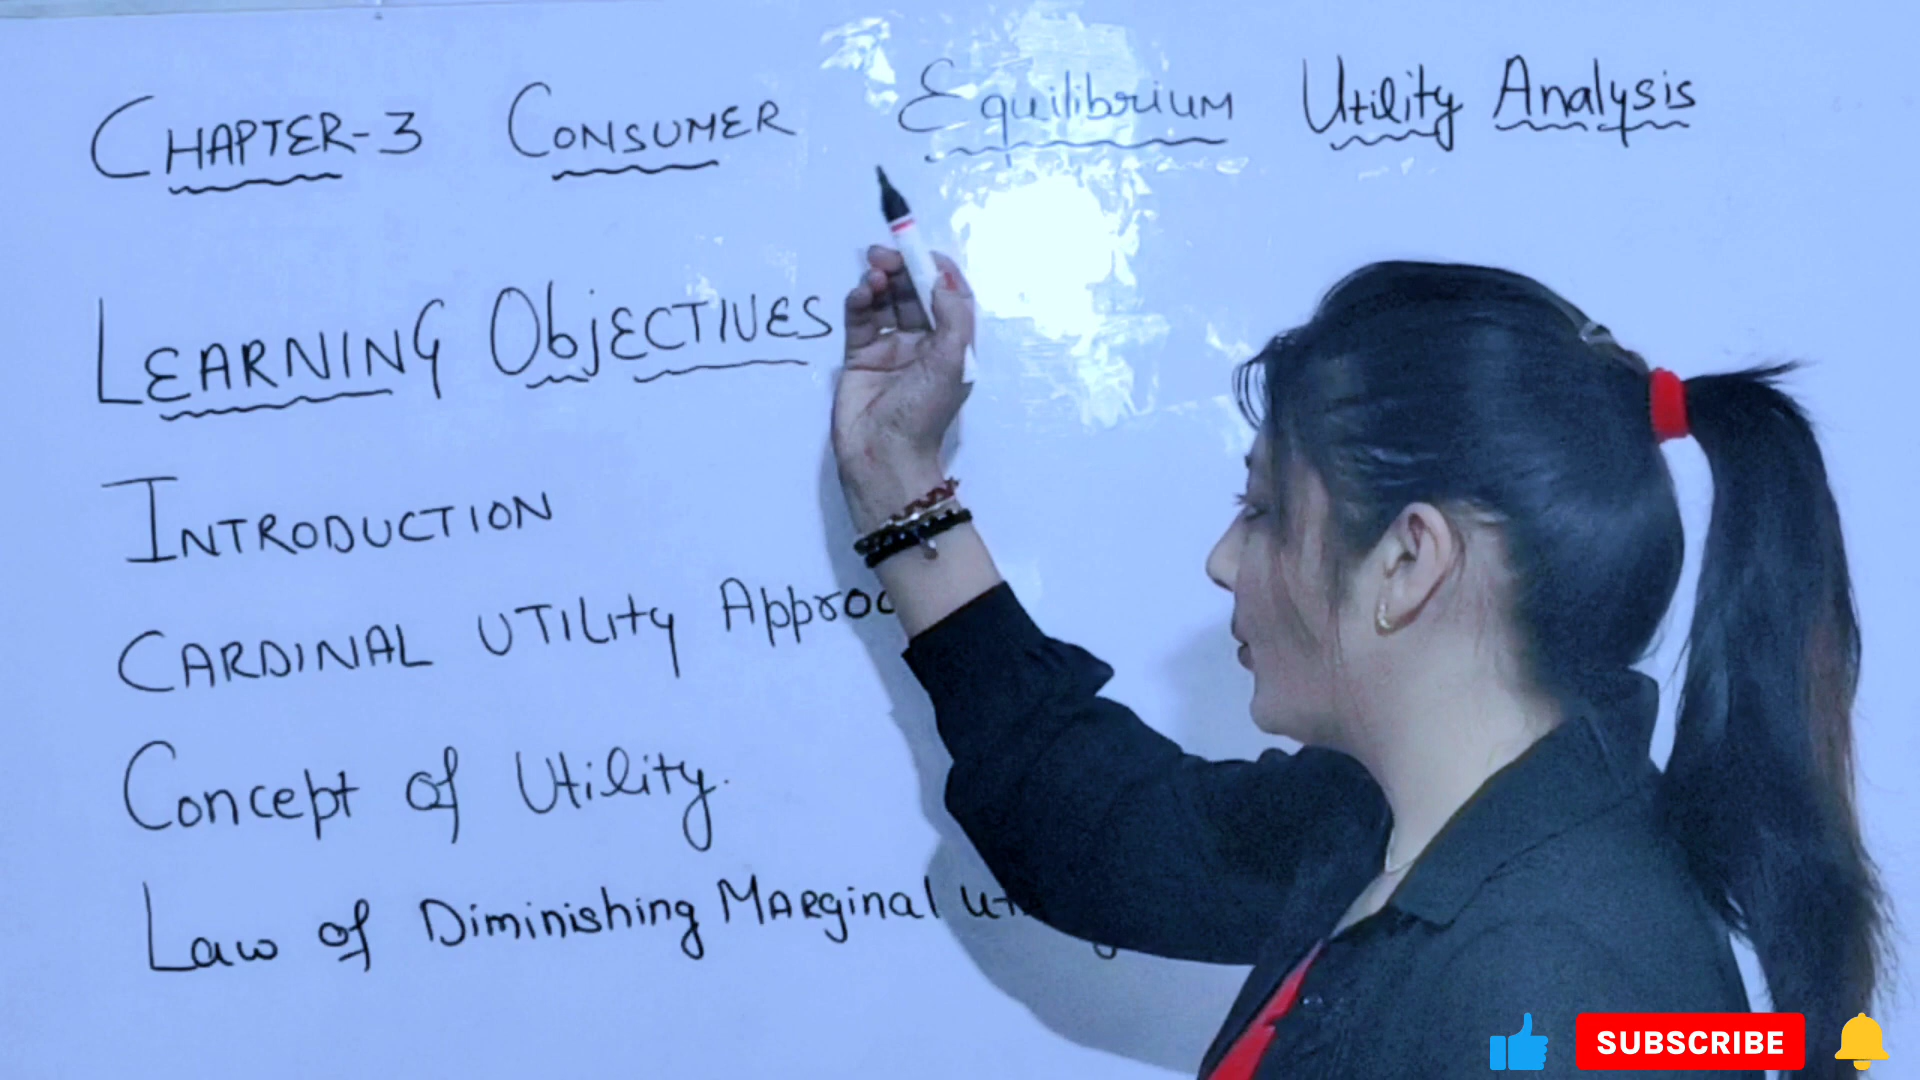 CHAPTER-3 CONSUMER Equilibrium Utility Analysis
LEARNING ObjECTIVES
INTRODUCTION
CARDINAL UTILITY
Concept of Utility.
Law of Diminishing MARginal
SUBSCRIBE